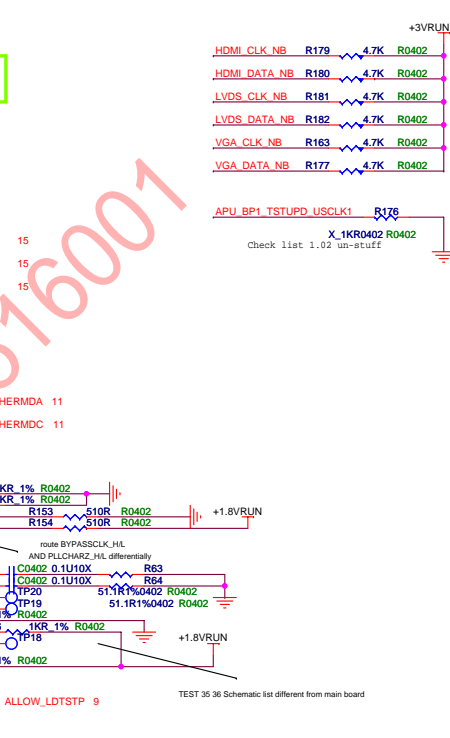 +3VRUN
HDMI_CLK_NB R179 4.7K R0402
HDMI_DATA_NB R180 4.7K R0402
LVDS_CLK_NB R181 4.7K R0402
LVDS_DATA_NB R182 4.7K R0402
VGA_CLK_NB R163 4.7K R0402
VGA_DATA_NB R177 4.7K R0402
APU_BP1_TSTUPD_USCLK1 R176
X_1KR0402 R0402
Check list 1.02 un-stuff
15
15
15
316001
HERMDA 11
HERMDC 11
KR_1% R0402
KR_1% R0402
R153 510R R0402
+1.8VRUN
R154 510R R0402
route BYPASSCLK_H/L
AND PLLCHARZ_H/L differentially
C0402 0.1U10X R63
C0402 0.1U10X R64
TP20 51.1R1%0402 R0402
TP19 51.1R1%0402 R0402
1% R0402
1KR_1% R0402
TP18
+1.8VRUN
1% R0402
TEST 35 36 Schematic list different from main board
ALLOW_LDTSTP 9